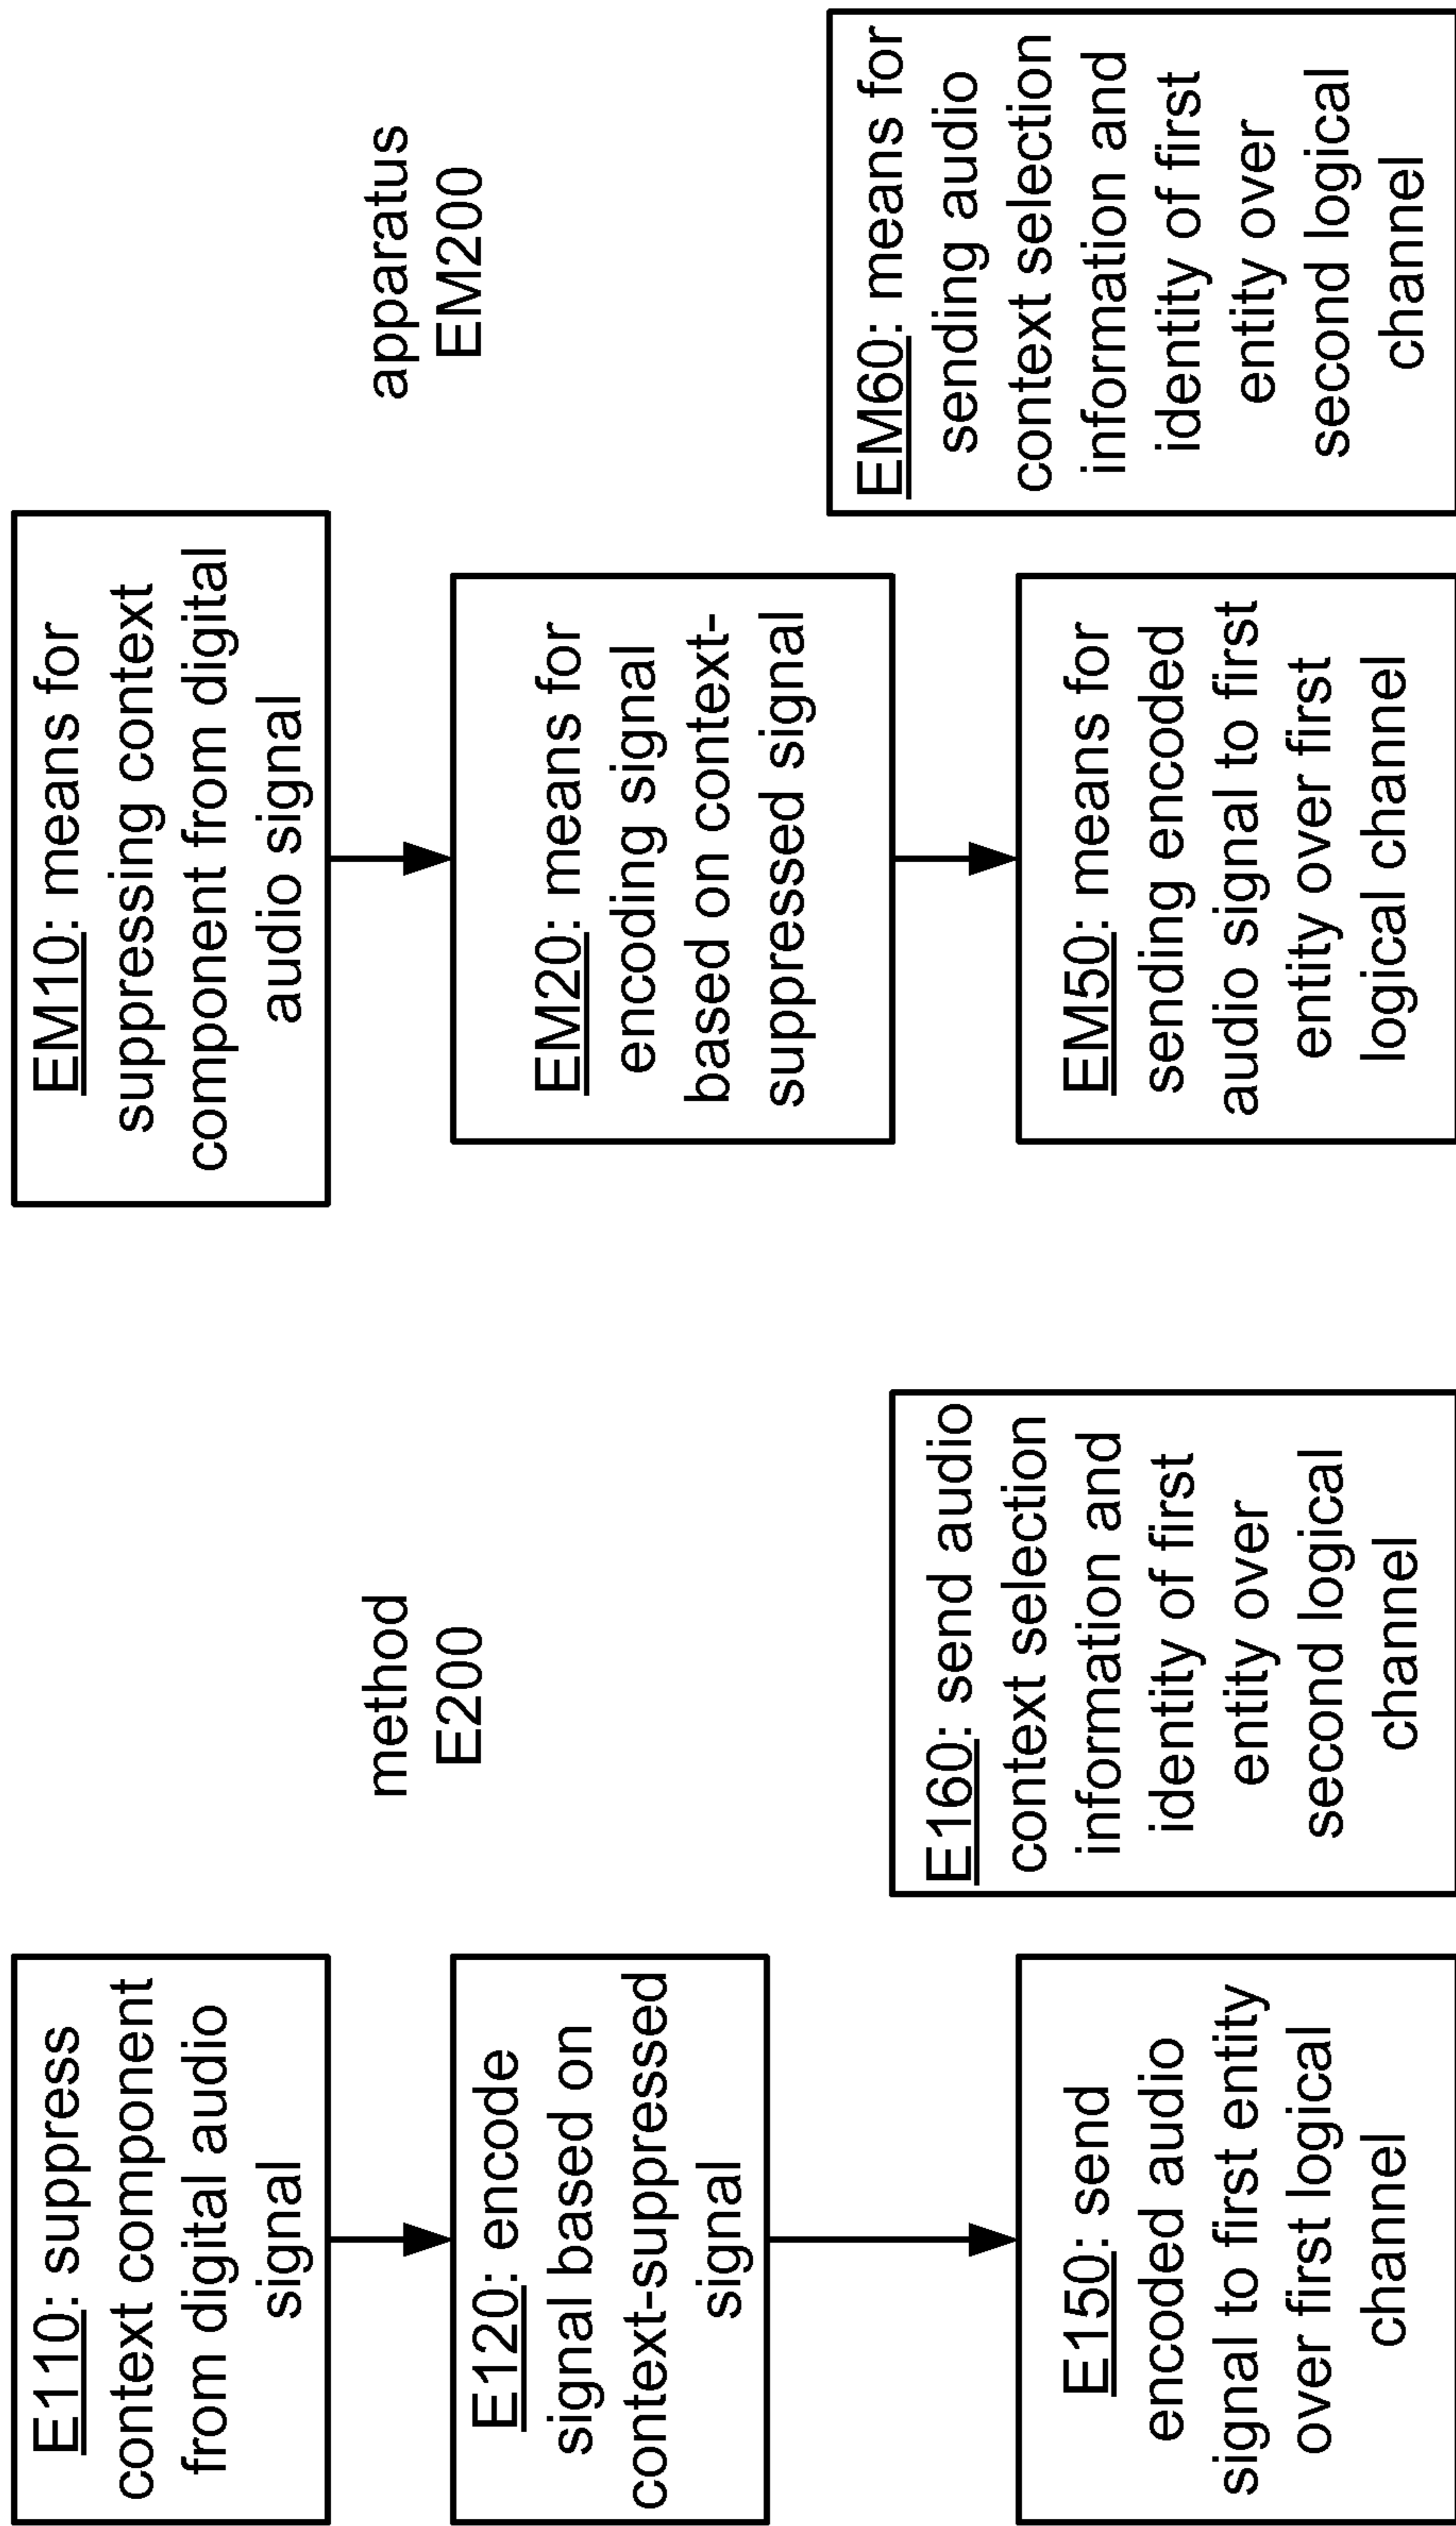 E110: suppress
context component
from digital audio
signal
E120: encode
signal based on
context-suppressed
signal
E150: send
encoded audio
signal to first entity
over first logical
channel
method
E200
E160: send audio
context selection
information and
identity of first
entity over
second logical
channel
EM10: means for
suppressing context
component from digital
audio signal
EM20: means for
encoding signal
based on context-
suppressed signal
EM50: means for
sending encoded
audio signal to first
entity over first
logical channel
apparatus
EM200
EM60: means for
sending audio
context selection
information and
identity of first
entity over
second logical
channel